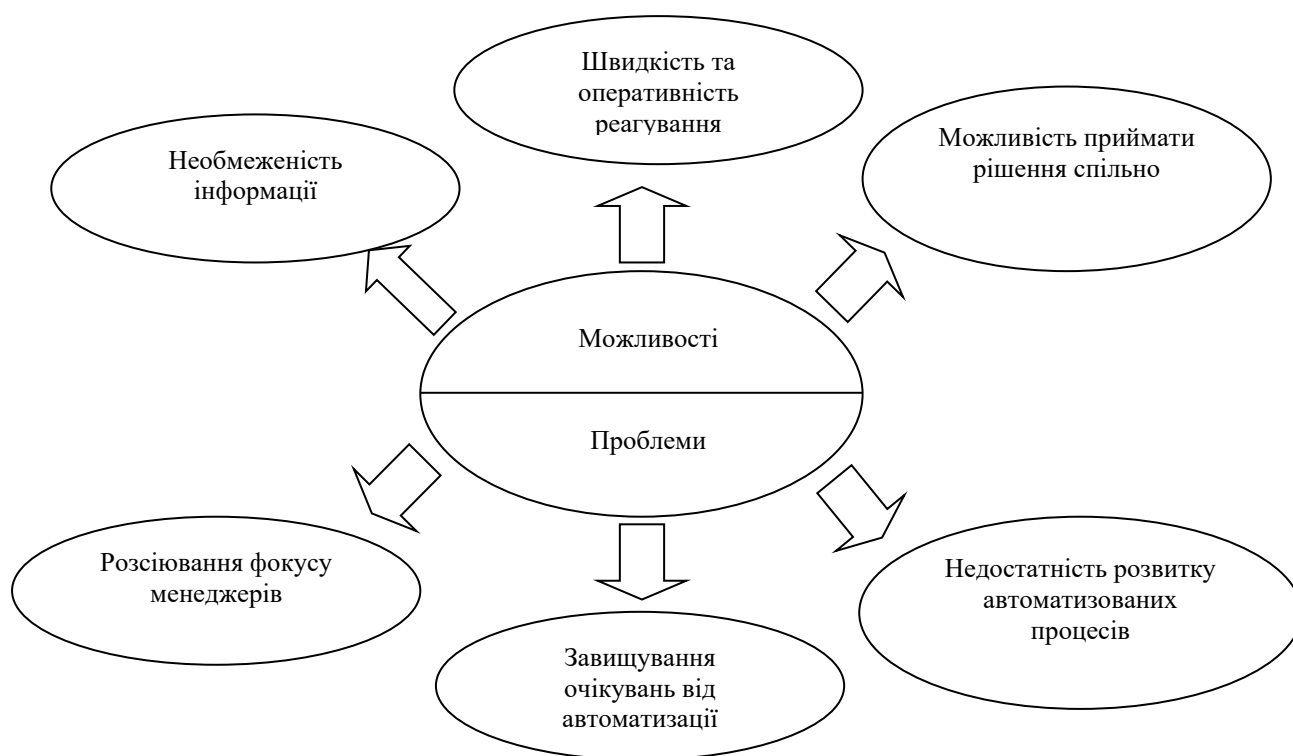 Швидкість та
оперативність
реагування
Необмеженість
інформації
Можливість приймати
рішення спільно
Можливості
Проблеми
Розсіювання фокусу
менеджерів
Недостатність розвитку
автоматизованих
процесів
Завищування
очікувань від
автоматизації